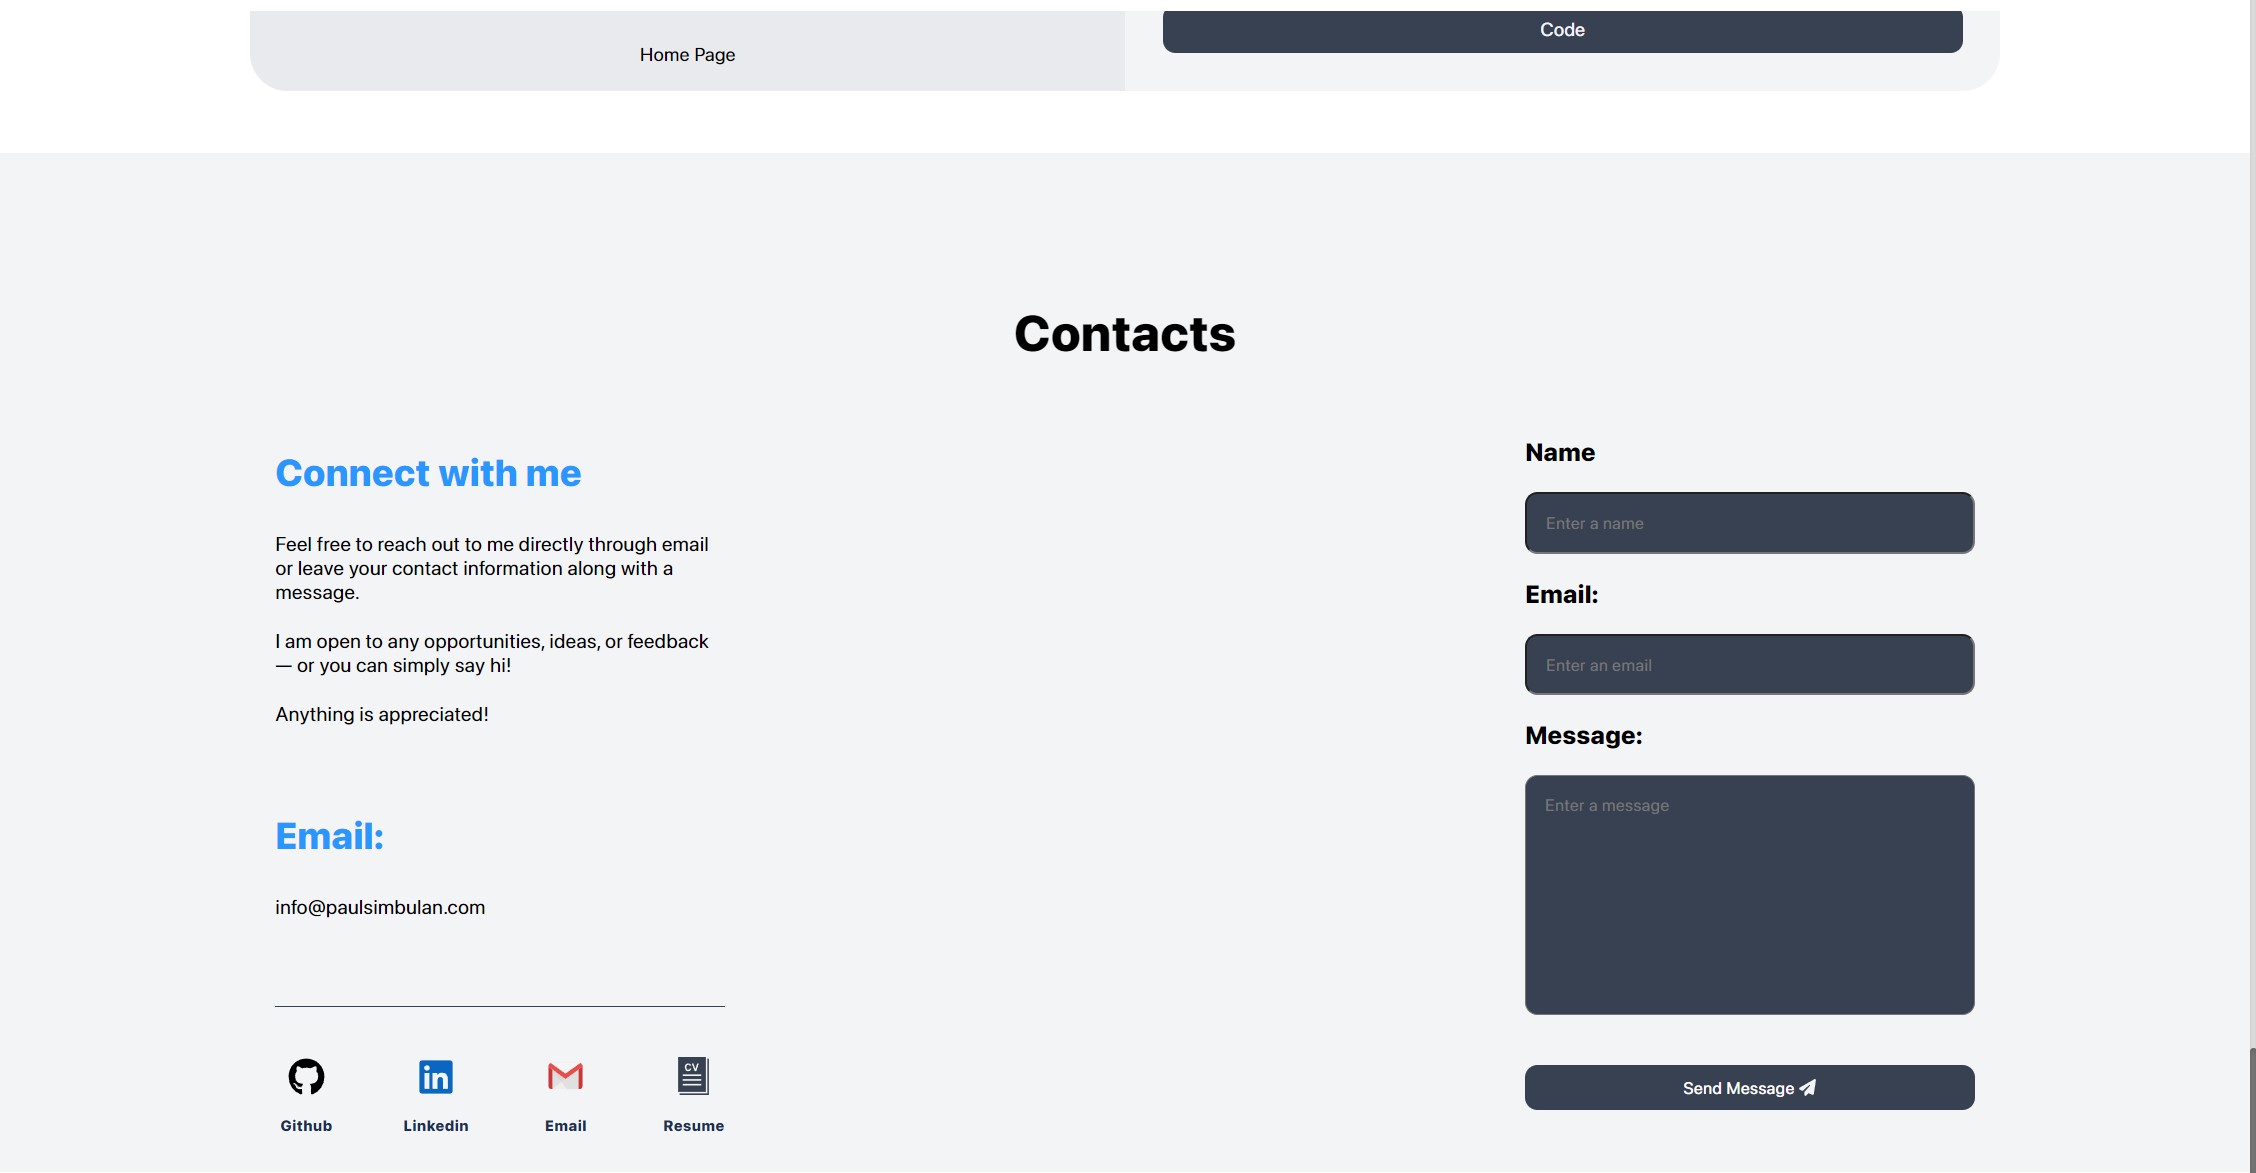 Home Page
Code
Contacts
Connect with me
Feel free to reach out to me directly through email
or leave your contact information along with a
message.
I am open to any opportunities, ideas, or feedback
— or you can simply say hi!
Anything is appreciated!
Email:
info@paulsimbulan.com
CV
Github
Linkedin
Email
Resume
Name
Enter a name
Email:
Enter an email
Message:
Enter a message
Send Message